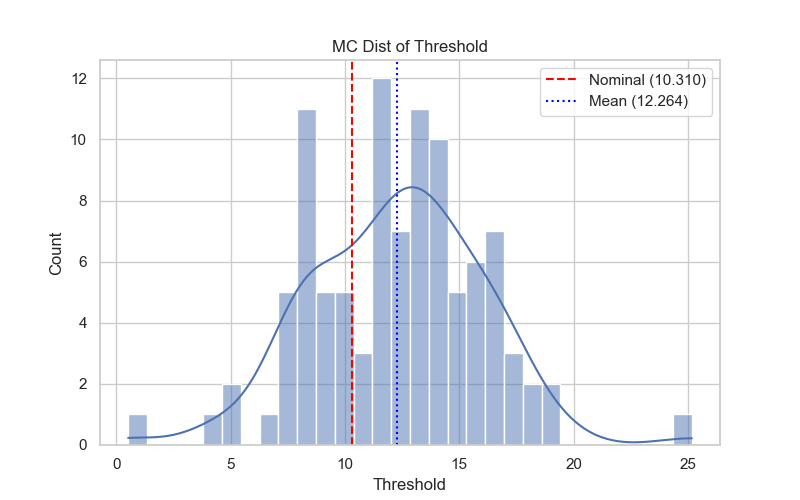 MC Dist of Threshold
Nominal (10.310)
Mean (12.264)
12
10
8
6
4
2
0
Count
0 5 10 15 20 25
Threshold